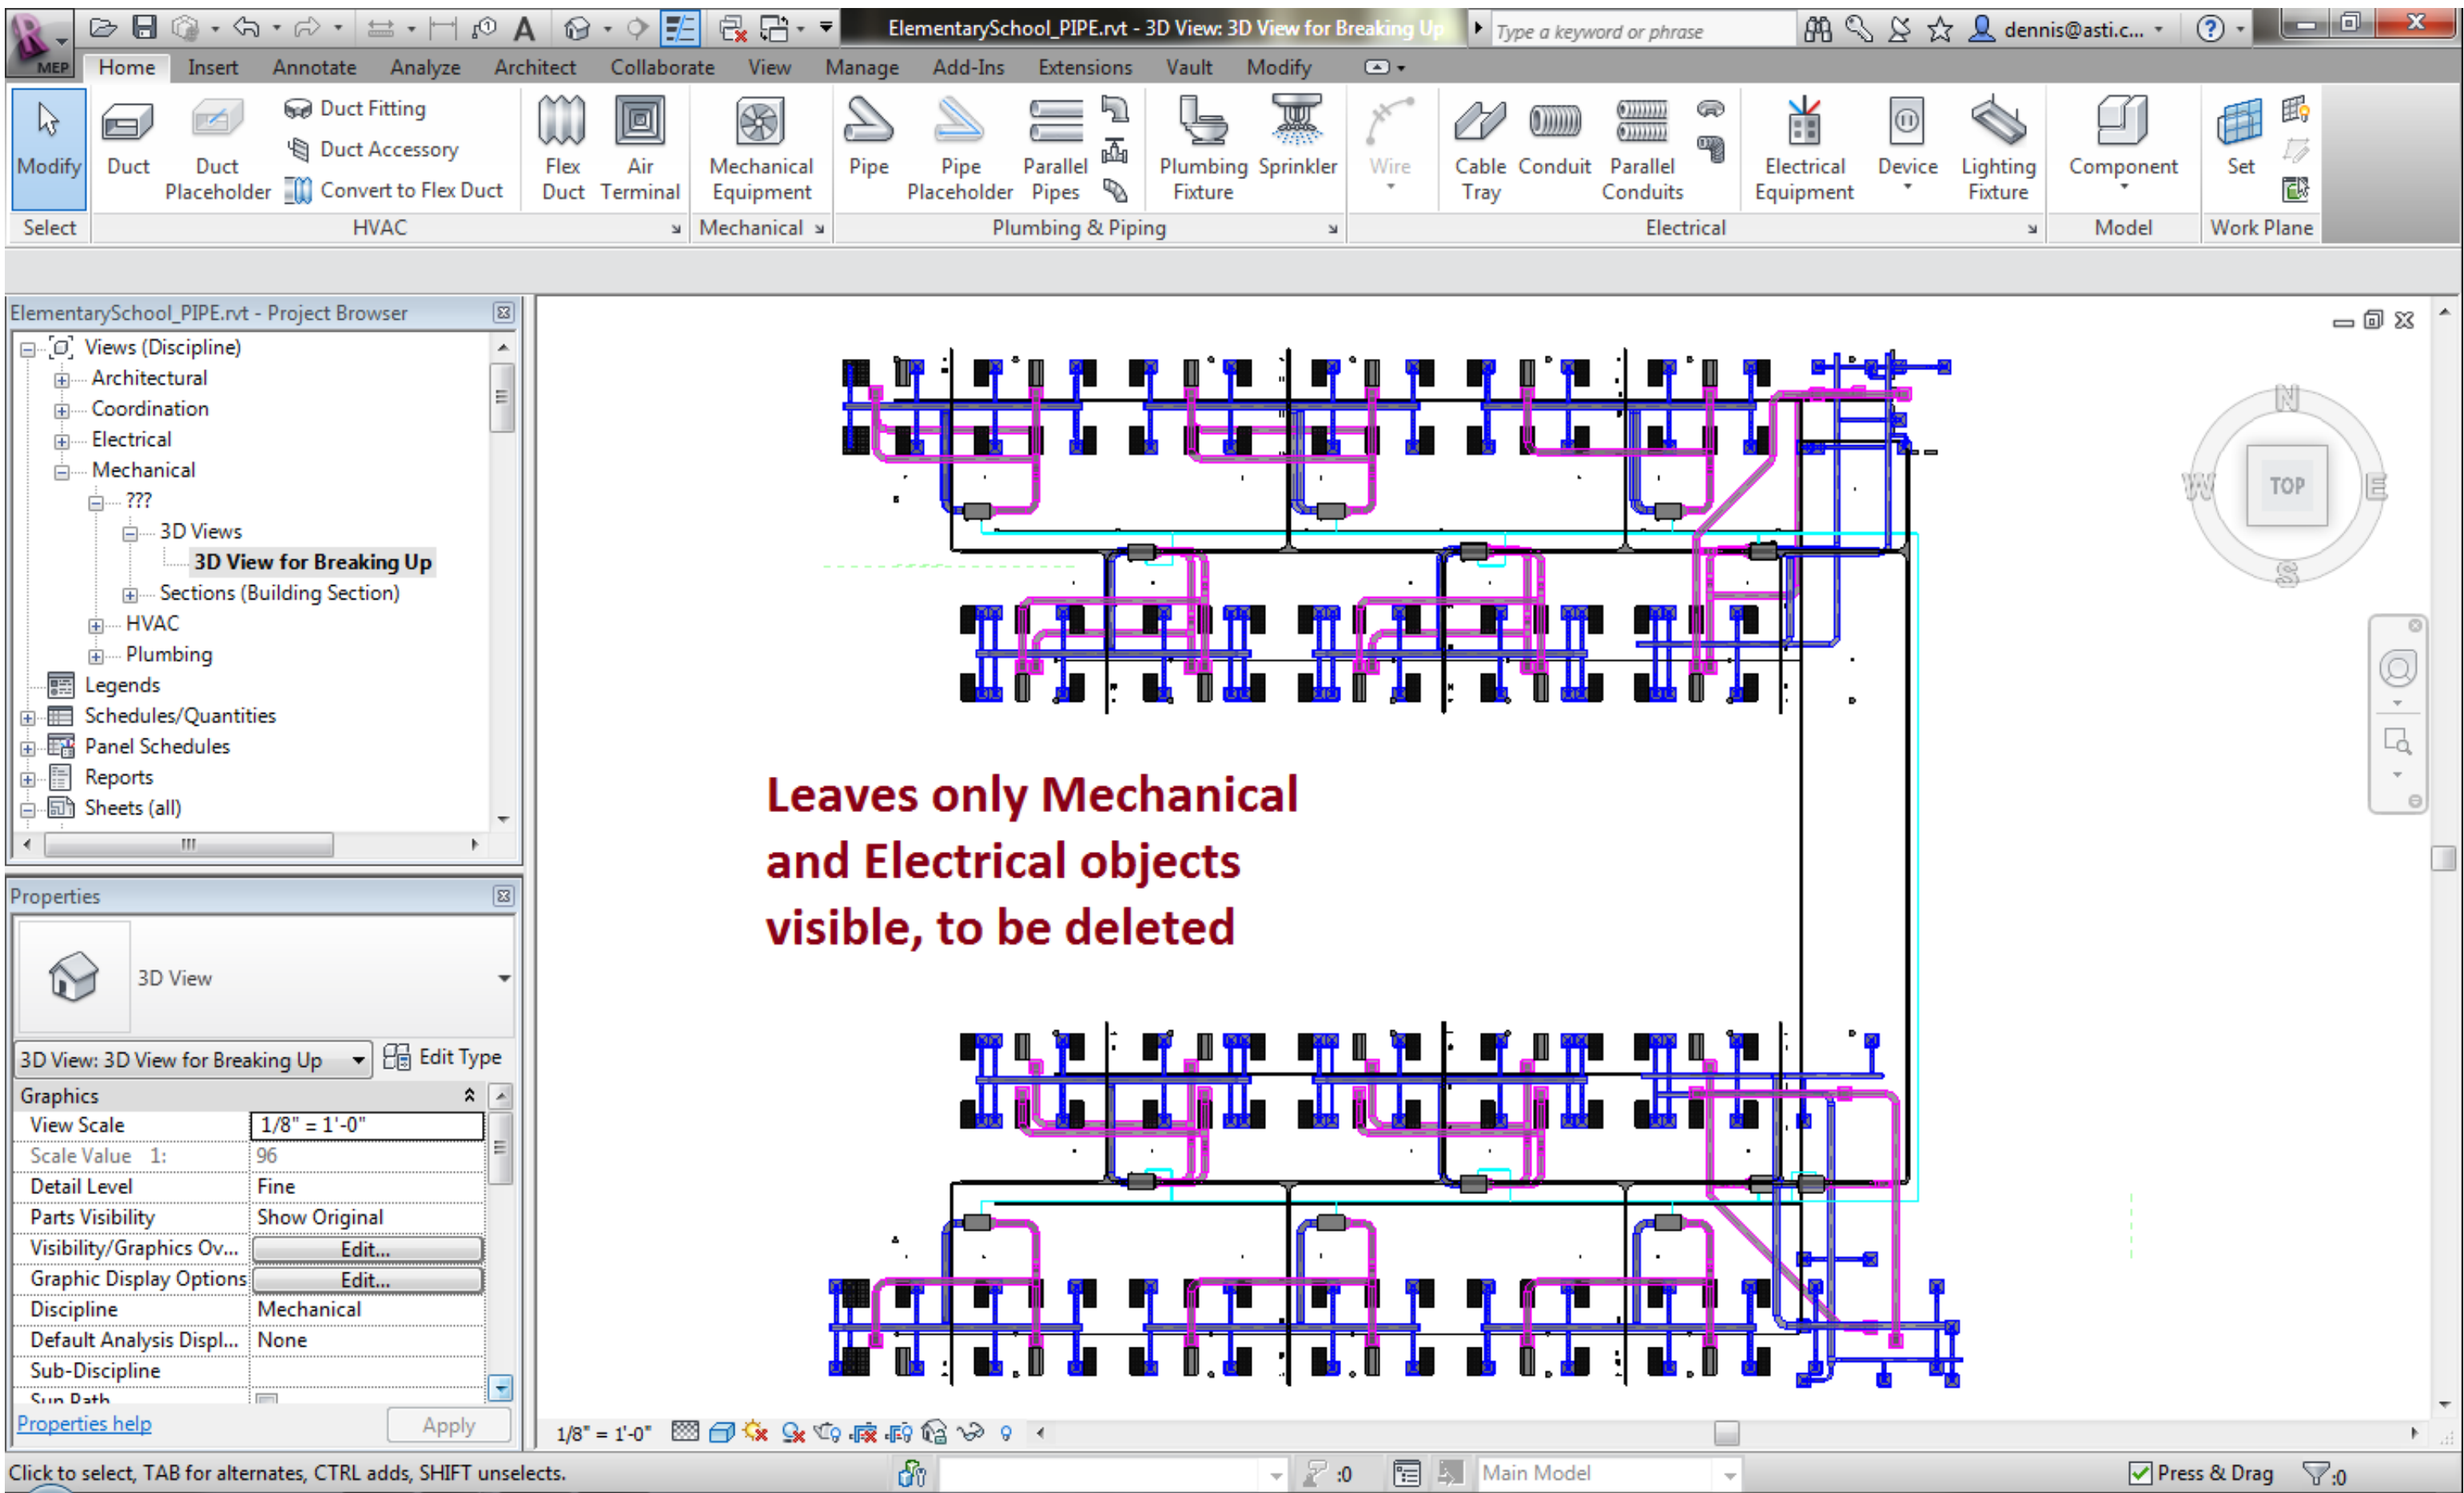 ElementarySchool_PIPE.rvt - 3D View: 3D View for Breaking Up
Type a keyword or phrase
dennis@asti.c...
MEP
Home Insert Annotate Analyze Architect Collaborate View Manage Add-Ins Extensions Vault Modify
Modify
Duct
Duct Placeholder
Duct Fitting
Duct Accessory
Convert to Flex Duct
Flex Duct
Air Terminal
Mechanical Equipment
Pipe
Pipe Placeholder
Parallel Pipes
Plumbing Fixture
Sprinkler
Wire
Cable Tray
Conduit
Parallel Conduits
Electrical Equipment
Device
Lighting Fixture
Component
Set
Select
HVAC
Mechanical
Plumbing & Piping
Electrical
Model
Work Plane
ElementarySchool_PIPE.rvt - Project Browser
Views (Discipline)
Architectural
Coordination
Electrical
Mechanical
???
3D Views
3D View for Breaking Up
Sections (Building Section)
HVAC
Plumbing
Legends
Schedules/Quantities
Panel Schedules
Reports
Sheets (all)
Properties
3D View
3D View: 3D View for Breaking Up
Edit Type
Graphics
View Scale 1/8" = 1'-0"
Scale Value 1: 96
Detail Level Fine
Parts Visibility Show Original
Visibility/Graphics Ov... Edit...
Graphic Display Options Edit...
Discipline Mechanical
Default Analysis Displ... None
Sub-Discipline
Sun Path
Properties help
Apply
N
W
TOP
E
S
Leaves only Mechanical
and Electrical objects
visible, to be deleted
1/8" = 1'-0"
Click to select, TAB for alternates, CTRL adds, SHIFT unselects.
:0
Main Model
Press & Drag
:0